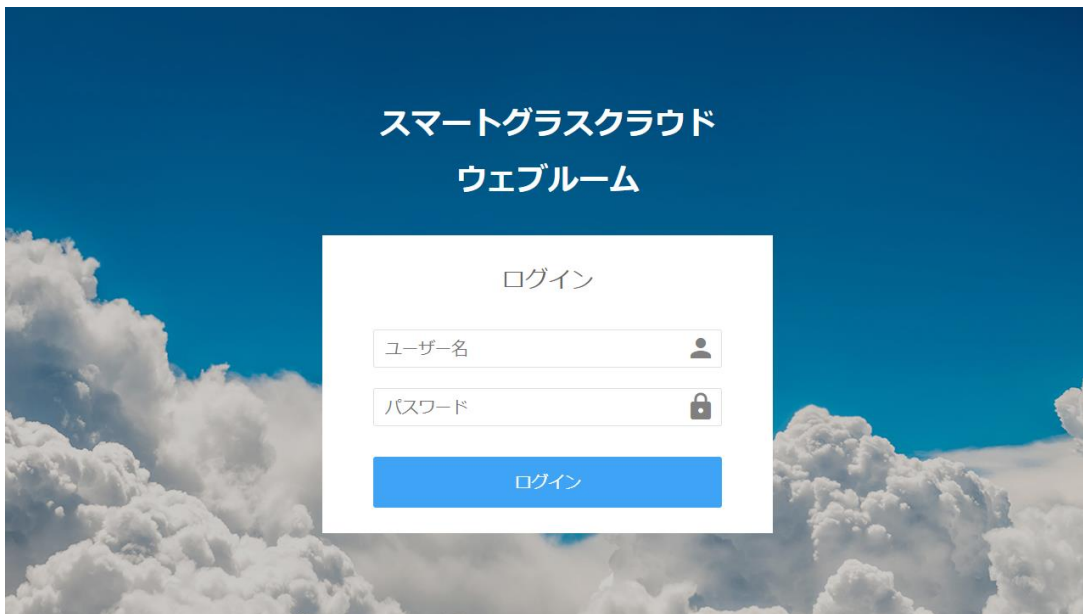 スマートグラスクラウド
ウェブルーム
ログイン
ユーザー名
パスワード
ログイン